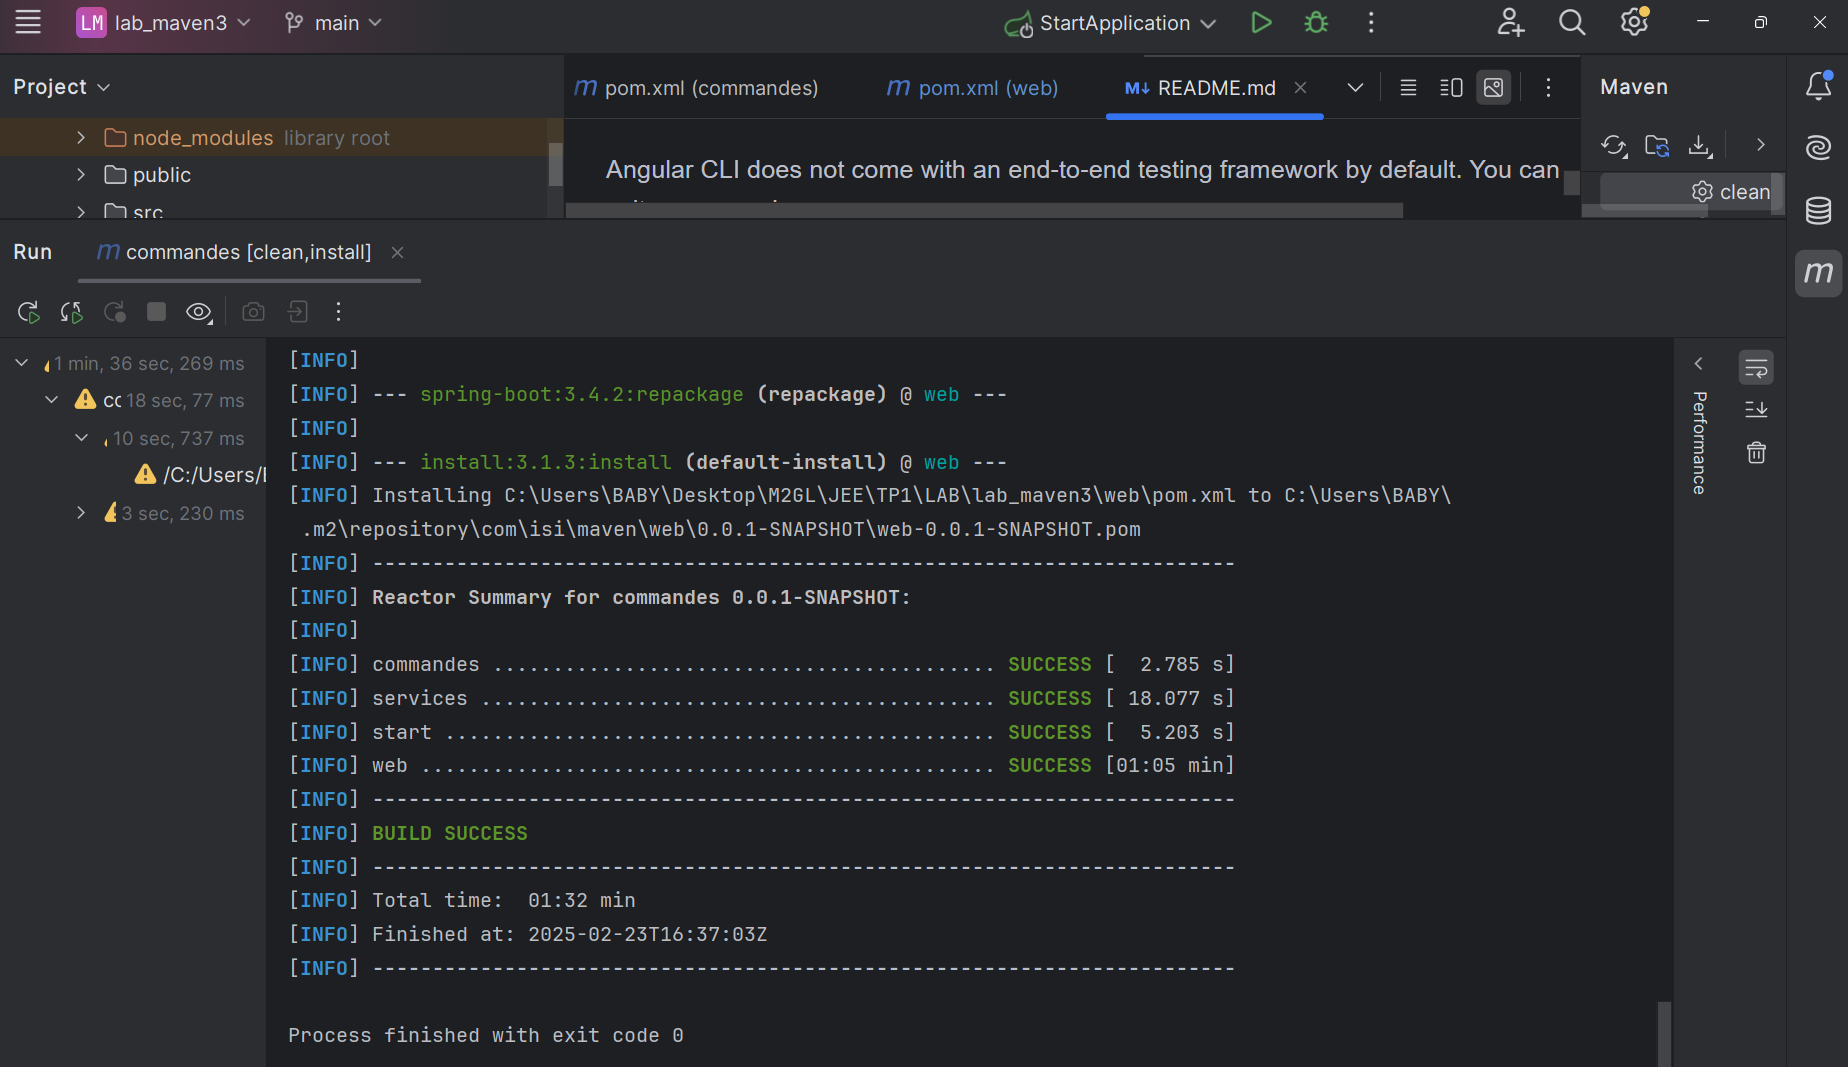 LM lab_maven3 main StartApplication
Project
pom.xml (commandes) pom.xml (web) M↓ README.md
Maven
node_modules library root
public
src
Angular CLI does not come with an end-to-end testing framework by default. You can
clean
Run m commandes [clean,install]
1 min, 36 sec, 269 ms
cc 18 sec, 77 ms
10 sec, 737 ms
/C:/Users/E
3 sec, 230 ms
[INFO]
[INFO] --- spring-boot:3.4.2:repackage (repackage) @ web ---
[INFO]
[INFO] --- install:3.1.3:install (default-install) @ web ---
[INFO] Installing C:\Users\BABY\Desktop\M2GL\JEE\TP1\LAB\lab_maven3\web\pom.xml to C:\Users\BABY\
.m2\repository\com\isi\maven\web\0.0.1-SNAPSHOT\web-0.0.1-SNAPSHOT.pom
[INFO] ------------------------------------------------------------------------
[INFO] Reactor Summary for commandes 0.0.1-SNAPSHOT:
[INFO]
[INFO] commandes .......................................... SUCCESS [  2.785 s]
[INFO] services ........................................... SUCCESS [ 18.077 s]
[INFO] start .............................................. SUCCESS [  5.203 s]
[INFO] web ................................................ SUCCESS [01:05 min]
[INFO] ------------------------------------------------------------------------
[INFO] BUILD SUCCESS
[INFO] ------------------------------------------------------------------------
[INFO] Total time:  01:32 min
[INFO] Finished at: 2025-02-23T16:37:03Z
[INFO] ------------------------------------------------------------------------
Process finished with exit code 0
Performance